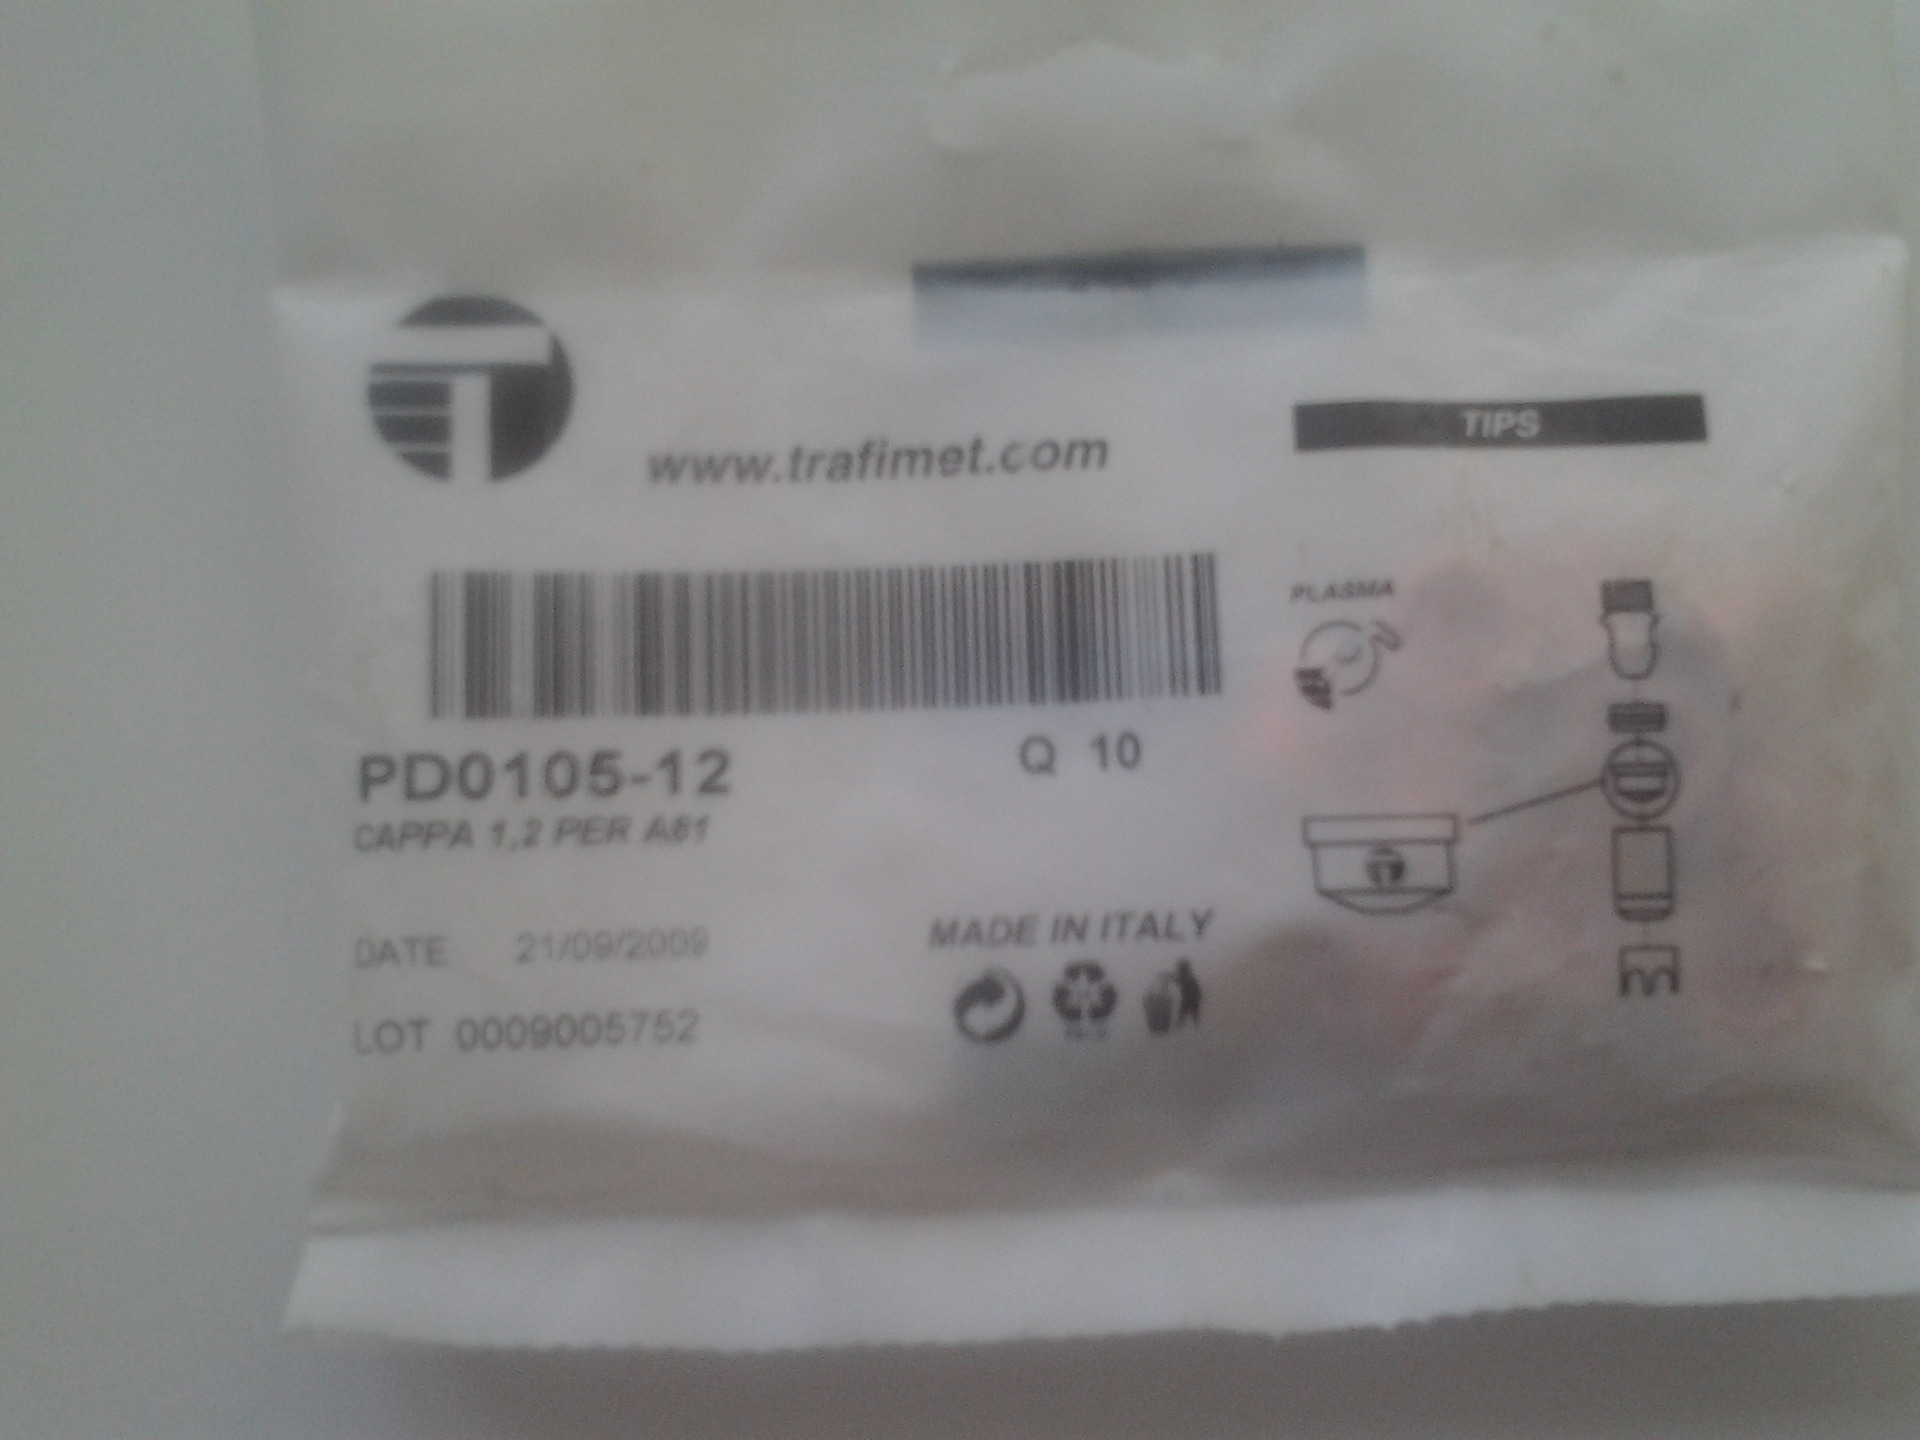 www.trafimet.com
TIPS
PLASMA
PD0105-12
Q 10
CAPPA 1,2 PER A81
DATE 21/09/2009
MADE IN ITALY
LOT 0009005752